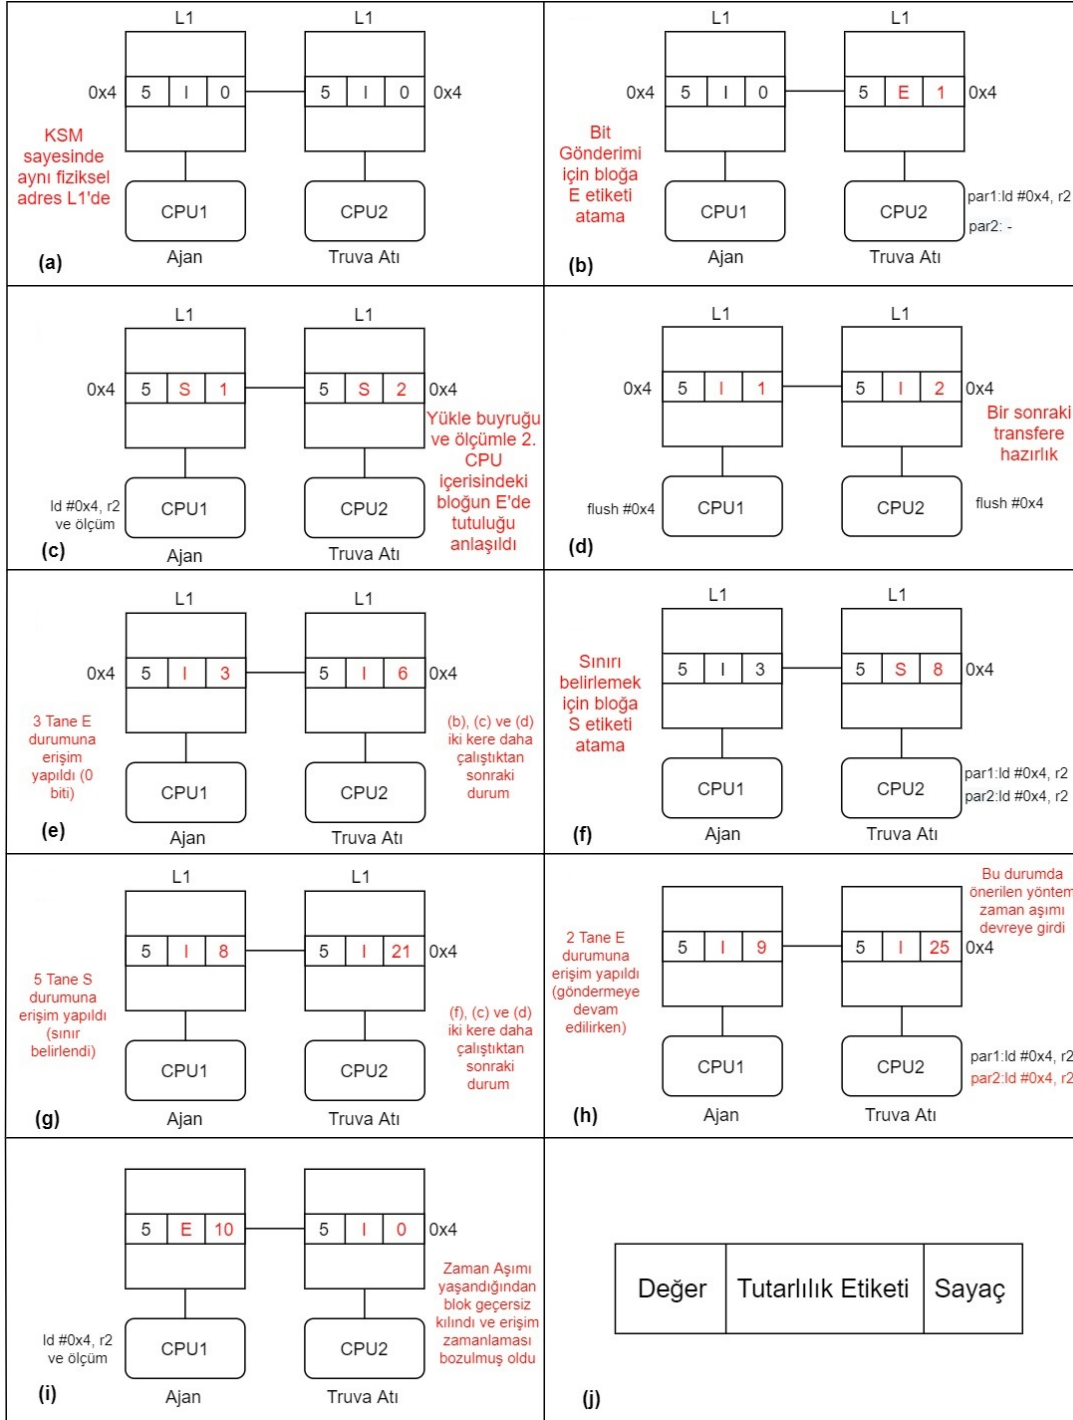 L1 L1
0x4 5 I 0 5 I 0 0x4
KSM
sayesinde
aynı fiziksel
adres L1'de
CPU1 CPU2
Ajan Truva Atı
(a)
L1 L1
0x4 5 I 0 5 E 1 0x4
Bit
Gönderimi
için bloğa
E etiketi
atama
CPU1 CPU2
par1:ld #0x4, r2
par2: -
Ajan Truva Atı
(b)
L1 L1
0x4 5 S 1 5 S 2 0x4
Yükle buyruğu
ve ölçümle 2.
CPU
içerisindeki
bloğun E'de
tutuluğu
anlaşıldı
ld #0x4, r2
ve ölçüm
CPU1 CPU2
Ajan Truva Atı
(c)
L1 L1
0x4 5 I 1 5 I 2 0x4
Bir sonraki
transfere
hazırlık
flush #0x4 CPU1 CPU2 flush #0x4
(d)
L1 L1
0x4 5 I 3 5 I 6 0x4
3 Tane E
durumuna
erişim
yapıldı (0
biti)
(b), (c) ve (d)
iki kere daha
çalıştıktan
sonraki
durum
CPU1 CPU2
Ajan Truva Atı
(e)
L1 L1
5 I 3 5 S 8 0x4
Sınırı
belirlemek
için bloğa
S etiketi
atama
CPU1 CPU2
par1:ld #0x4, r2
par2:ld #0x4, r2
Ajan Truva Atı
(f)
L1 L1
5 I 8 5 I 21 0x4
5 Tane S
durumuna
erişim yapıldı
(sınır
belirlendi)
(f), (c) ve (d)
iki kere daha
çalıştıktan
sonraki
durum
CPU1 CPU2
Ajan Truva Atı
(g)
Bu durumda
önerilen yöntem
zaman aşımı
devreye girdi
5 I 9 5 I 25 0x4
2 Tane E
durumuna
erişim yapıldı
(göndermeye
devam
edilirken)
CPU1 CPU2
par1:ld #0x4, r2
par2:ld #0x4, r2
Ajan Truva Atı
(h)
5 E 10 5 I 0 0x4
Zaman Aşımı
yaşandığından
blok geçersiz
kılındı ve erişim
zamanlaması
bozulmuş oldu
ld #0x4, r2
ve ölçüm
CPU1 CPU2
Ajan Truva Atı
(i)
Değer Tutarlılık Etiketi Sayaç
(j)